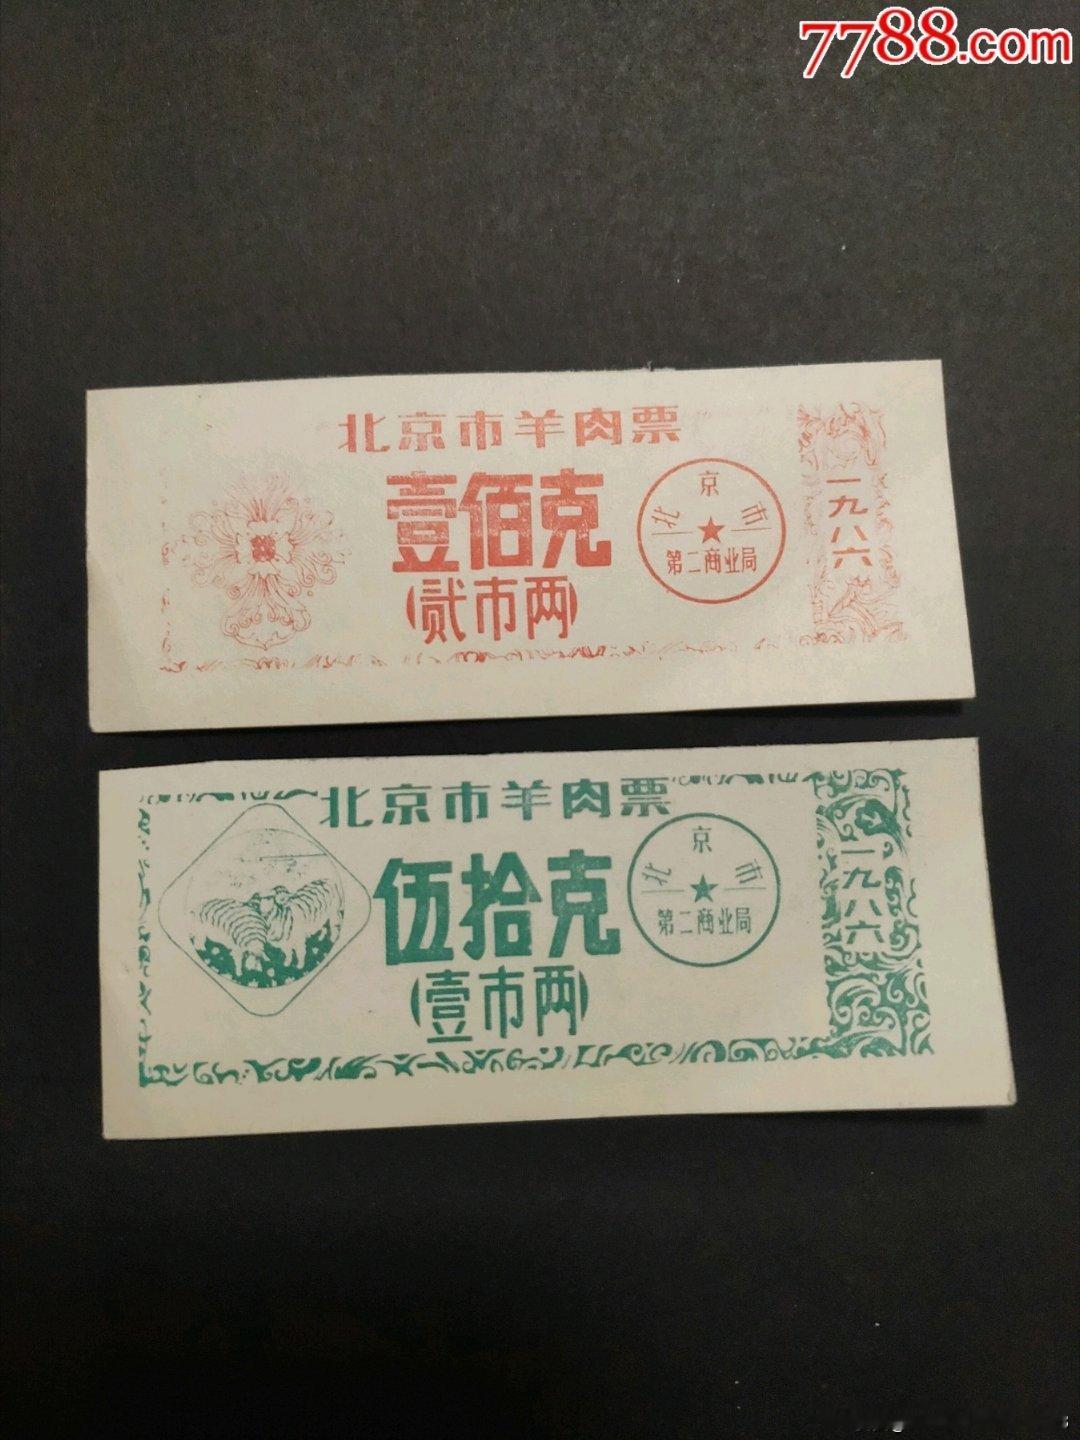 7788.com
北京市羊肉票
壹佰克
(贰市两)
北京市
第二商业局
一九八六
北京市羊肉票
伍拾克
(壹市两)
北京市
第二商业局
一九八六